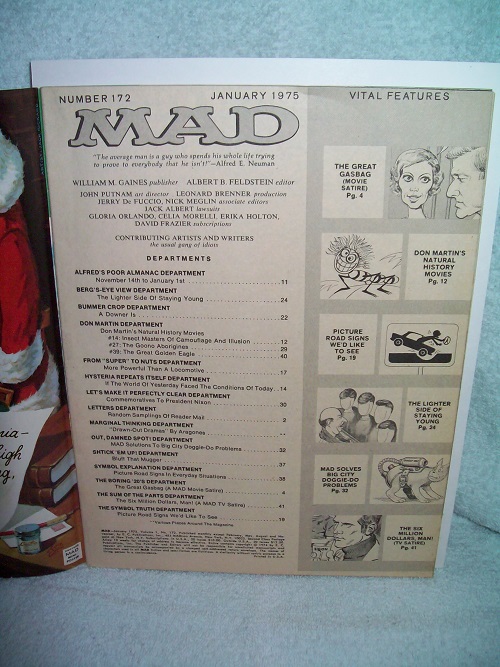 NUMBER 172
JANUARY 1975
VITAL FEATURES
MAD
"The average man is a guy who spends his whole life trying
to prove to everybody that he isn't!"—Alfred E. Neuman
WILLIAM M. GAINES publisher ALBERT B. FELDSTEIN editor
JOHN PUTNAM art director LEONARD BRENNER production
JERRY DE FUCCIO, NICK MEGLIN associate editors
JACK ALBERT lawsuits
GLORIA ORLANDO, CELIA MORELLI, ERIKA HOLTON,
DAVID FRAZIER subscriptions
CONTRIBUTING ARTISTS AND WRITERS
the usual gang of idiots
DEPARTMENTS
ALFRED'S POOR ALMANAC DEPARTMENT
November 14th to January 1st 11
BERG'S-EYE VIEW DEPARTMENT
The Lighter Side Of Staying Young 24
BUMMER CROP DEPARTMENT
A Downer Is 22
DON MARTIN DEPARTMENT
Don Martin's Natural History Movies
#14: Insect Masters Of Camouflage And Illusion 12
#27: The Goone Aborigines 29
#39: The Great Golden Eagle 40
FROM "SUPER" TO NUTS DEPARTMENT
More Powerful Than A Locomotive 17
HYSTERIA REPEATS ITSELF DEPARTMENT
If The World Of Yesterday Faced The Conditions Of Today 14
LET'S MAKE IT PERFECTLY CLEAR DEPARTMENT
Commemoratives To President Nixon 30
LETTERS DEPARTMENT
Random Samplings Of Reader Mail 2
MARGINAL THINKING DEPARTMENT
"Drawn-Out Dramas" By Aragones **
OUT, DAMNED SPOT! DEPARTMENT
MAD Solutions To Big City Doggie-Do Problems 32
SHTICK 'EM UP! DEPARTMENT
Bluff That Mugger 37
SYMBOL EXPLANATION DEPARTMENT
Picture Road Signs In Everyday Situations 38
THE BORING '20'S DEPARTMENT
The Great Gasbag (A MAD Movie Satire) 4
THE SUM OF THE PARTS DEPARTMENT
The Six Million Dollars, Man! (A MAD TV Satire) 41
THE SYMBOL TRUTH DEPARTMENT
Picture Road Signs We'd Like To See 19
**Various Places Around The Magazine
THE GREAT
GASBAG
(MOVIE
SATIRE)
Pg. 4
DON MARTIN'S
NATURAL
HISTORY
MOVIES
Pg. 12
PICTURE
ROAD SIGNS
WE'D LIKE
TO SEE
Pg. 19
THE LIGHTER
SIDE OF
STAYING
YOUNG
Pg. 24
MAD SOLVES
BIG CITY
DOGGIE-DO
PROBLEMS
Pg. 32
THE SIX
MILLION
DOLLARS, MAN!
(TV SATIRE)
Pg. 41